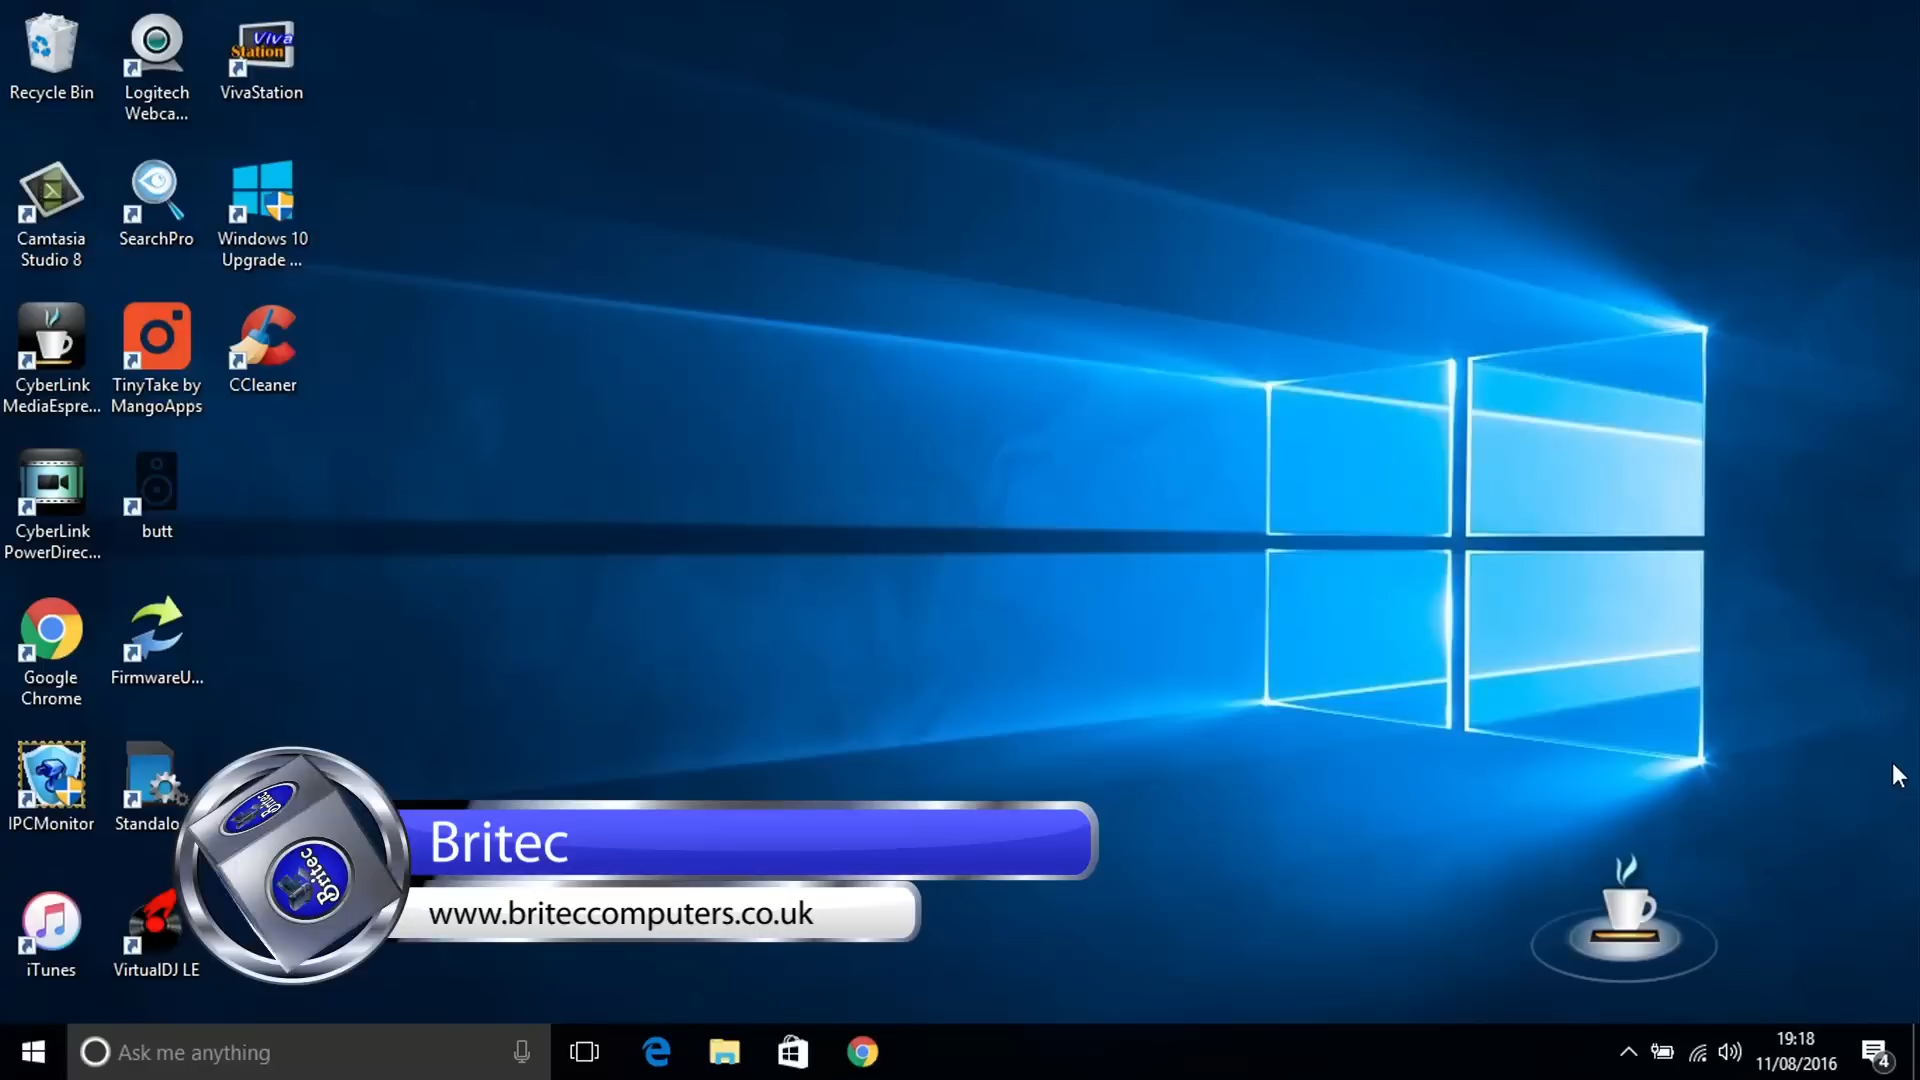 Recycle Bin
Logitech
Webca...
Viva
Station
VivaStation
Camtasia
Studio 8
SearchPro
Windows 10
Upgrade ...
CyberLink
MediaEspre...
TinyTake by
MangoApps
CCleaner
CyberLink
PowerDirec...
butt
Google
Chrome
FirmwareU...
IPCMonitor
Standalo
iTunes
VirtualDJ LE
Britec
Britec
Britec
www.briteccomputers.co.uk
Ask me anything
19:18
11/08/2016
4